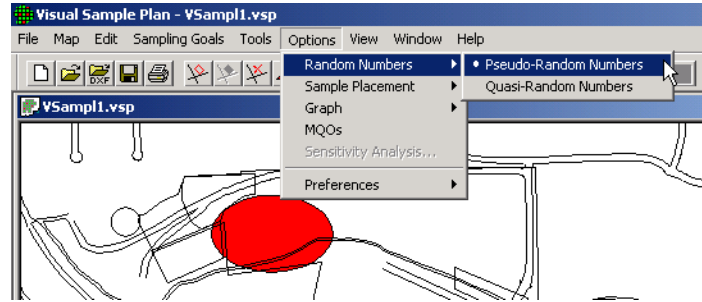 Visual Sample Plan - VSampl1.vsp
File Map Edit Sampling Goals Tools Options View Window Help
Random Numbers
Pseudo-Random Numbers
Sample Placement
Quasi-Random Numbers
DXF
VSampl1.vsp
Graph
MQOs
Sensitivity Analysis...
Preferences